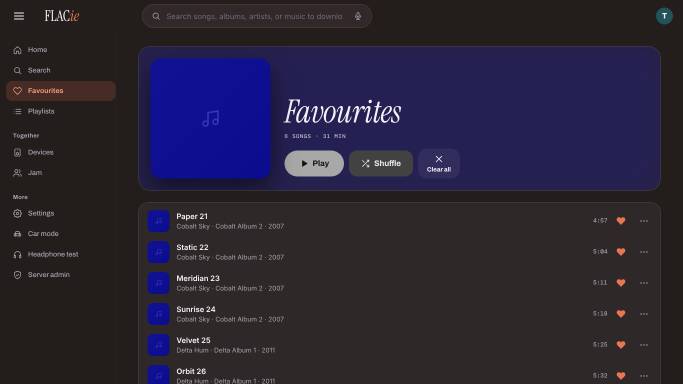 FLACie
Search songs, albums, artists, or music to downlo
T
Home
Search
Favourites
Playlists
Together
Devices
Jam
More
Settings
Car mode
Headphone test
Server admin
Favourites
6 SONGS · 31 MIN
Play
Shuffle
Clear all
Paper 21
Cobalt Sky · Cobalt Album 2 · 2007
4:57
Static 22
Cobalt Sky · Cobalt Album 2 · 2007
5:04
Meridian 23
Cobalt Sky · Cobalt Album 2 · 2007
5:11
Sunrise 24
Cobalt Sky · Cobalt Album 2 · 2007
5:18
Velvet 25
Delta Hum · Delta Album 1 · 2011
5:25
Orbit 26
Delta Hum · Delta Album 1 · 2011
5:32